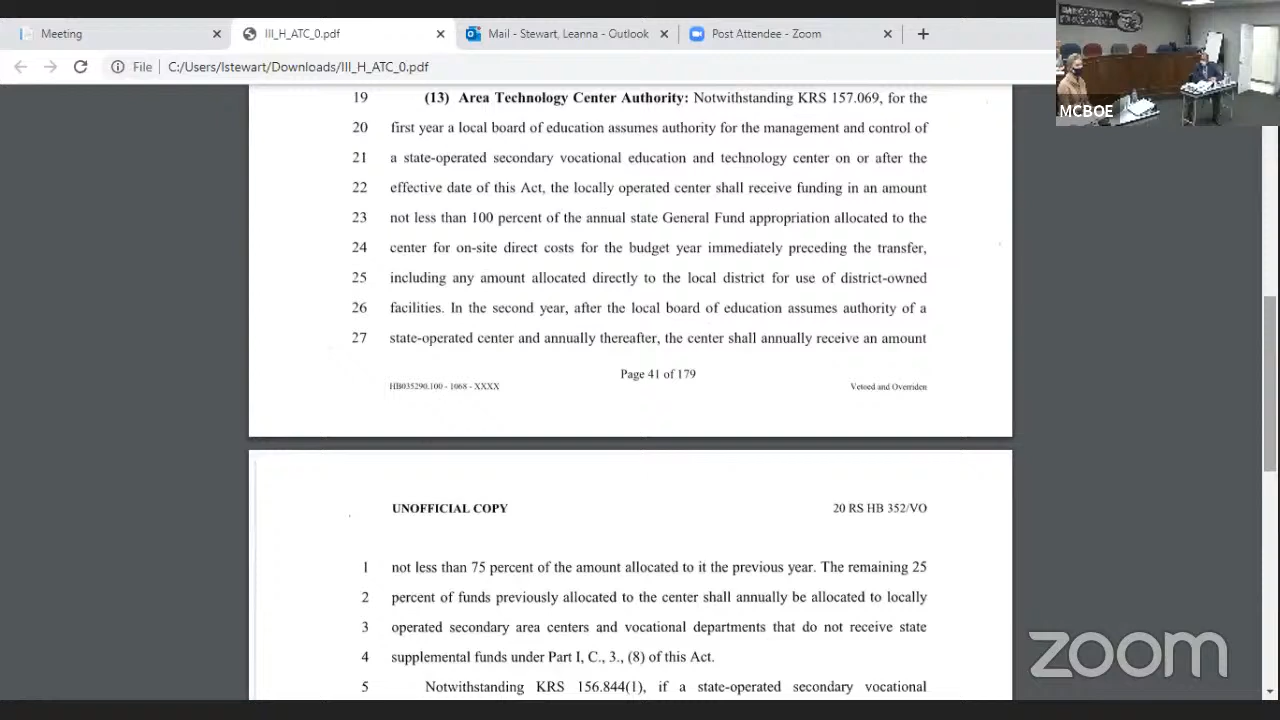 Meeting
III_H_ATC_0.pdf
Mail - Stewart, Leanna - Outlook
Post Attendee - Zoom
File | C:/Users/lstewart/Downloads/III_H_ATC_0.pdf
MCBOE
19 (13) Area Technology Center Authority: Notwithstanding KRS 157.069, for the
20 first year a local board of education assumes authority for the management and control of
21 a state-operated secondary vocational education and technology center on or after the
22 effective date of this Act, the locally operated center shall receive funding in an amount
23 not less than 100 percent of the annual state General Fund appropriation allocated to the
24 center for on-site direct costs for the budget year immediately preceding the transfer,
25 including any amount allocated directly to the local district for use of district-owned
26 facilities. In the second year, after the local board of education assumes authority of a
27 state-operated center and annually thereafter, the center shall annually receive an amount
Page 41 of 179
HB035290.100 - 1068 - XXXX Vetoed and Overriden
UNOFFICIAL COPY 20 RS HB 352/VO
1 not less than 75 percent of the amount allocated to it the previous year. The remaining 25
2 percent of funds previously allocated to the center shall annually be allocated to locally
3 operated secondary area centers and vocational departments that do not receive state
4 supplemental funds under Part I, C., 3., (8) of this Act.
5 Notwithstanding KRS 156.844(1), if a state-operated secondary vocational
zoom